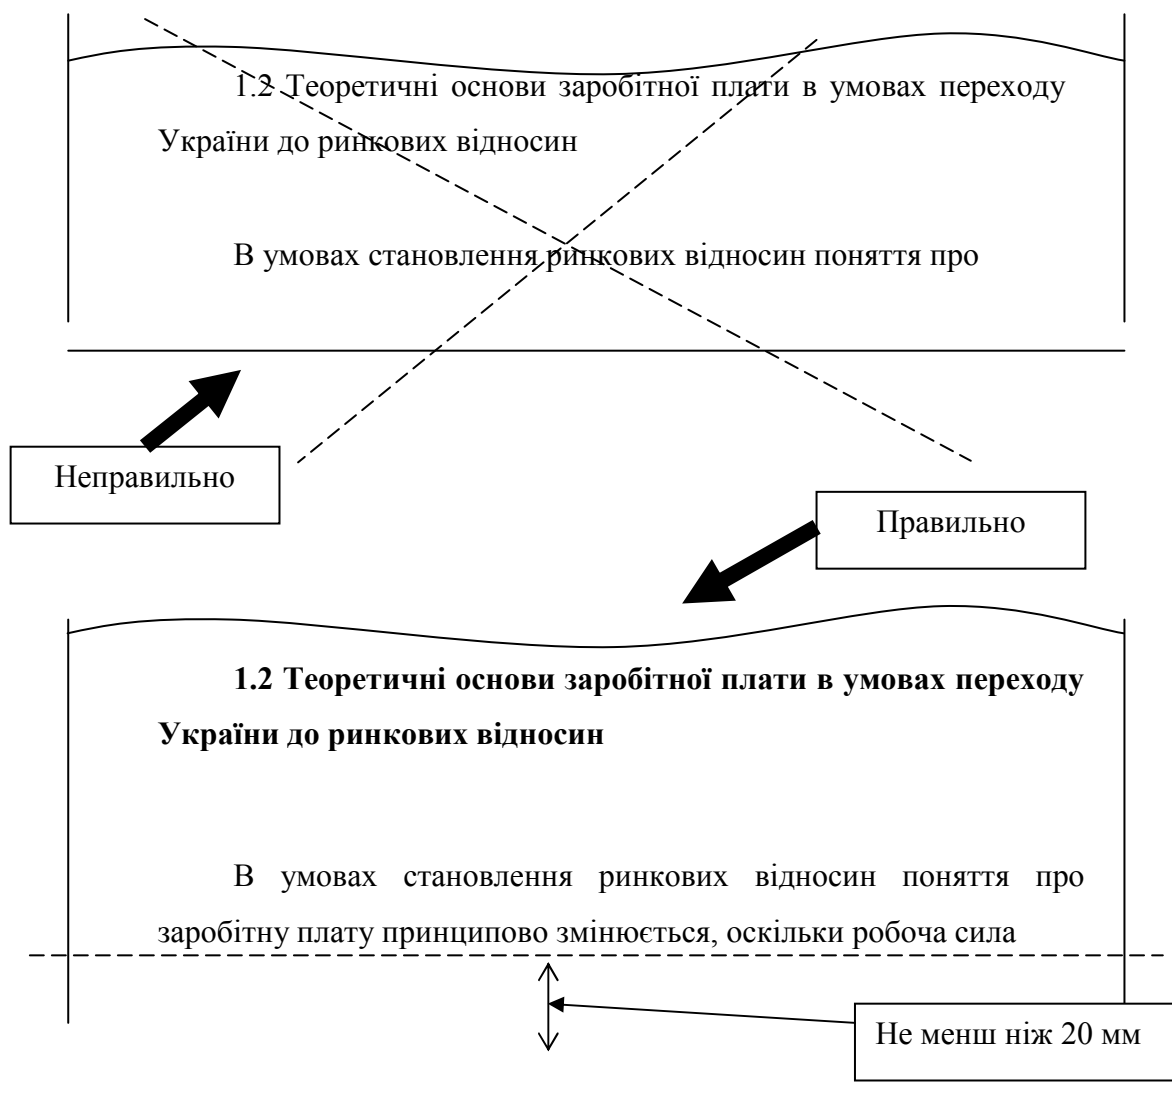 1.2 Теоретичні основи заробітної плати в умовах переходу
України до ринкових відносин
В умовах становлення ринкових відносин поняття про
Неправильно
Правильно
1.2 Теоретичні основи заробітної плати в умовах переходу
України до ринкових відносин
В умовах становлення ринкових відносин поняття про
заробітну плату принципово змінюється, оскільки робоча сила
Не менш ніж 20 мм